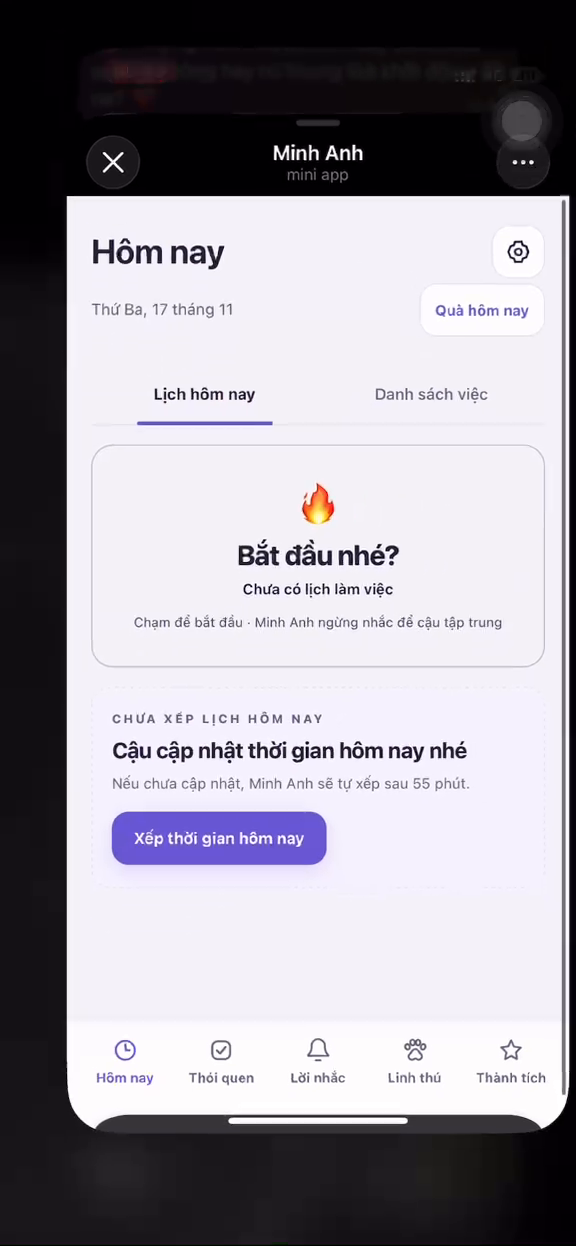 Minh Anh
mini app
Hôm nay
Thứ Ba, 17 tháng 11
Quà hôm nay
Lịch hôm nay
Danh sách việc
Bắt đầu nhé?
Chưa có lịch làm việc
Chạm để bắt đầu · Minh Anh ngừng nhắc để cậu tập trung
CHƯA XẾP LỊCH HÔM NAY
Cậu cập nhật thời gian hôm nay nhé
Nếu chưa cập nhật, Minh Anh sẽ tự xếp sau 55 phút.
Xếp thời gian hôm nay
Hôm nay
Thói quen
Lời nhắc
Linh thú
Thành tích